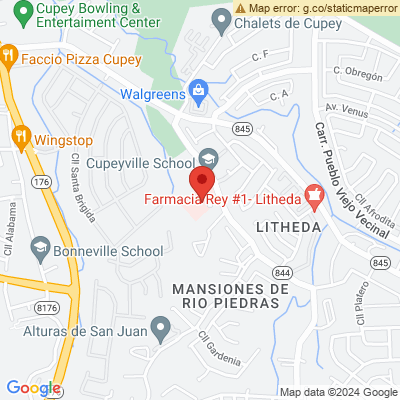 Map error: g.co/staticmaperror
Cupey Bowling &
Entertaiment Center
Chalets de Cupey
Faccio Pizza Cupey
C. F
C. Obregón
Walgreens
C. A
Av. Venus
845
Wingstop
Carr. Pueblo Viejo Vecinal
Cupeyville School
176
Cll Santa Brigida
Farmacia Rey #1- Litheda
Cll Alabama
LITHEDA
Cll Afrodita
Bonneville School
844
845
MANSIONES DE
RIO PIEDRAS
Cll Platero
8176
Alturas de San Juan
Cll Gardenia
176
Google
Map data ©2024 Google